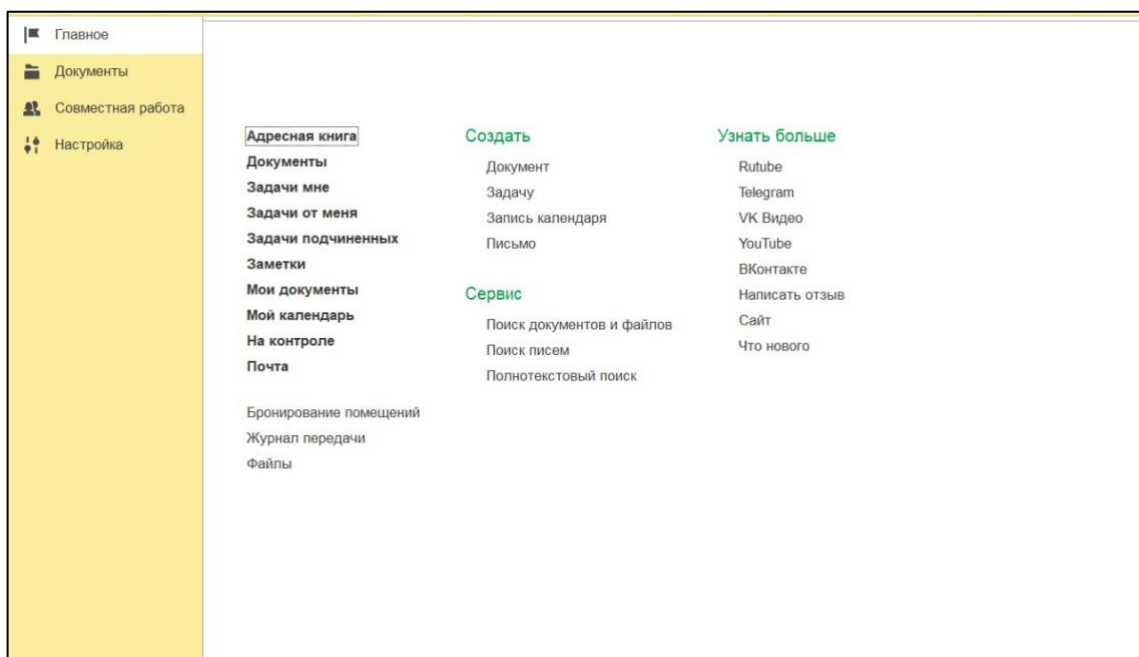 Главное
Документы
Совместная работа
Настройка
Адресная книга
Документы
Задачи мне
Задачи от меня
Задачи подчиненных
Заметки
Мои документы
Мой календарь
На контроле
Почта
Бронирование помещений
Журнал передачи
Файлы
Создать
Документ
Задачу
Запись календаря
Письмо
Сервис
Поиск документов и файлов
Поиск писем
Полнотекстовый поиск
Узнать больше
Rutube
Telegram
VK Видео
YouTube
ВКонтакте
Написать отзыв
Сайт
Что нового